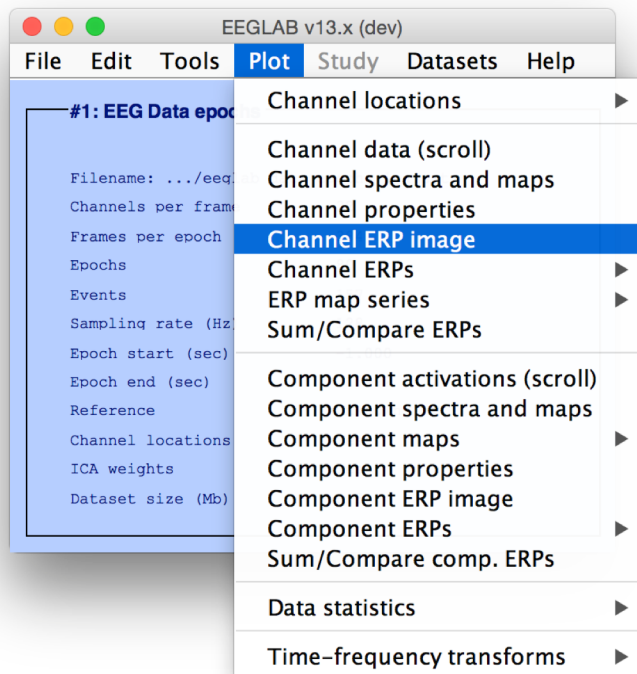 EEGLAB v13.x (dev)
File Edit Tools Plot Study Datasets Help
#1: EEG Data
Filename:
Channels per frame
Frames per epoch
Epochs
Events
Sampling rate (Hz)
Epoch start (sec)
Epoch end (sec)
Reference
Channel locations
ICA weights
Dataset size (Mb)
Channel locations
Channel data (scroll)
Channel spectra and maps
Channel properties
Channel ERP image
Channel ERPs
ERP map series
Sum/Compare ERPs
Component activations (scroll)
Component spectra and maps
Component maps
Component properties
Component ERP image
Component ERPs
Sum/Compare comp. ERPs
Data statistics
Time-frequency transforms